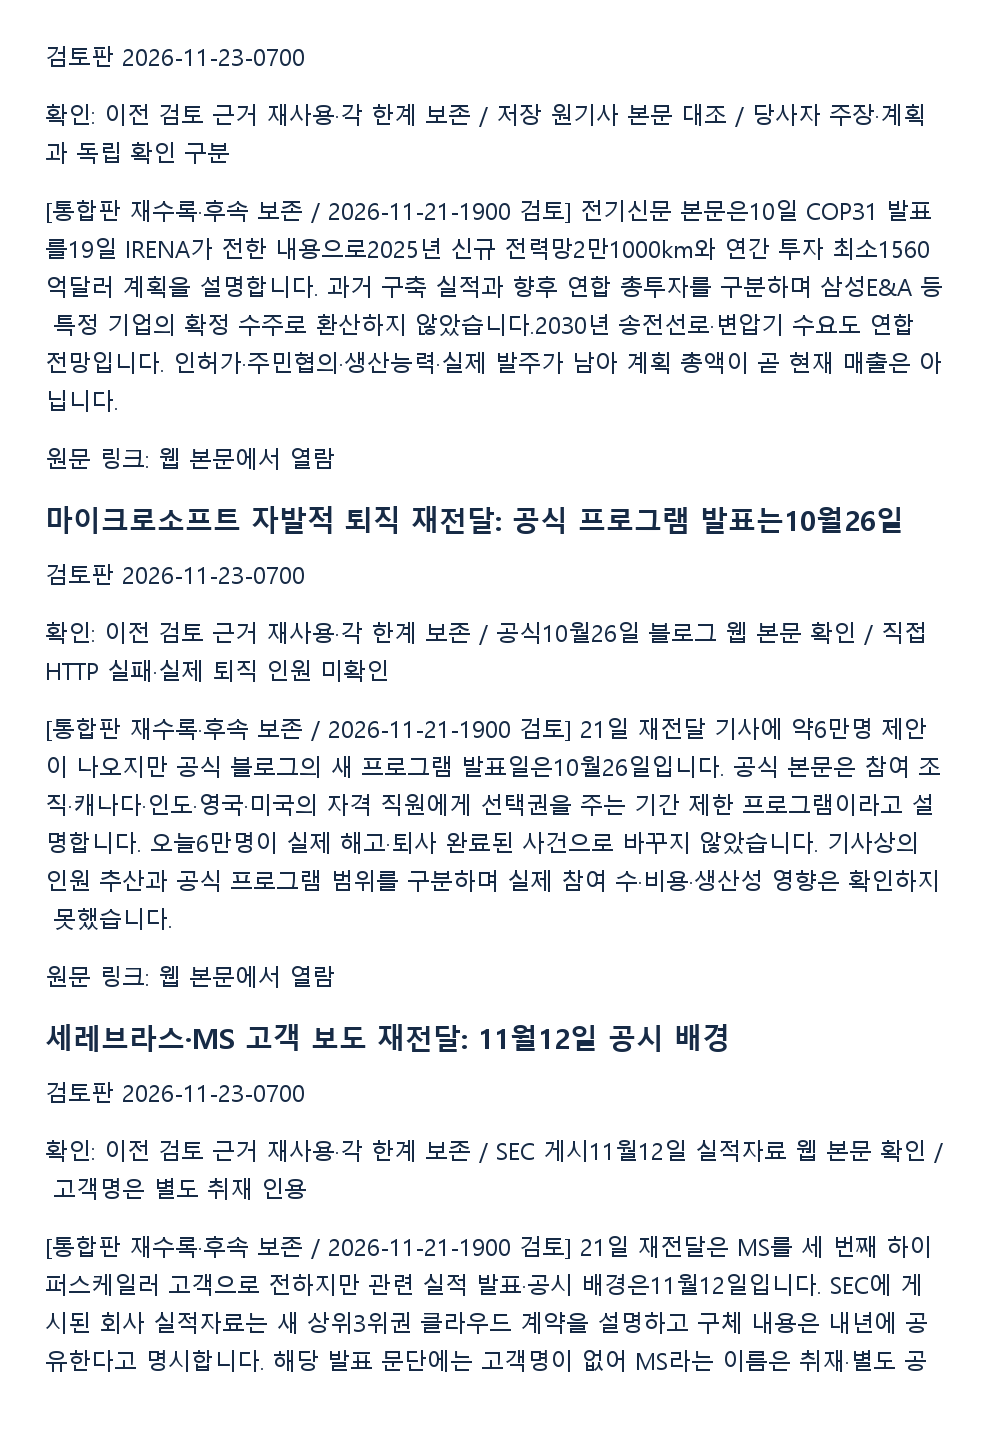 검토판 2026-11-23-0700
확인: 이전 검토 근거 재사용·각 한계 보존 / 저장 원기사 본문 대조 / 당사자 주장·계획
과 독립 확인 구분
[통합판 재수록·후속 보존 / 2026-11-21-1900 검토] 전기신문 본문은10일 COP31 발표
를19일 IRENA가 전한 내용으로2025년 신규 전력망2만1000km와 연간 투자 최소1560
억달러 계획을 설명합니다. 과거 구축 실적과 향후 연합 총투자를 구분하며 삼성E&A 등
특정 기업의 확정 수주로 환산하지 않았습니다.2030년 송전선로·변압기 수요도 연합
전망입니다. 인허가·주민협의·생산능력·실제 발주가 남아 계획 총액이 곧 현재 매출은 아
닙니다.
원문 링크: 웹 본문에서 열람
마이크로소프트 자발적 퇴직 재전달: 공식 프로그램 발표는10월26일
검토판 2026-11-23-0700
확인: 이전 검토 근거 재사용·각 한계 보존 / 공식10월26일 블로그 웹 본문 확인 / 직접
HTTP 실패·실제 퇴직 인원 미확인
[통합판 재수록·후속 보존 / 2026-11-21-1900 검토] 21일 재전달 기사에 약6만명 제안
이 나오지만 공식 블로그의 새 프로그램 발표일은10월26일입니다. 공식 본문은 참여 조
직·캐나다·인도·영국·미국의 자격 직원에게 선택권을 주는 기간 제한 프로그램이라고 설
명합니다. 오늘6만명이 실제 해고·퇴사 완료된 사건으로 바꾸지 않았습니다. 기사상의
인원 추산과 공식 프로그램 범위를 구분하며 실제 참여 수·비용·생산성 영향은 확인하지
못했습니다.
원문 링크: 웹 본문에서 열람
세레브라스·MS 고객 보도 재전달: 11월12일 공시 배경
검토판 2026-11-23-0700
확인: 이전 검토 근거 재사용·각 한계 보존 / SEC 게시11월12일 실적자료 웹 본문 확인 /
고객명은 별도 취재 인용
[통합판 재수록·후속 보존 / 2026-11-21-1900 검토] 21일 재전달은 MS를 세 번째 하이
퍼스케일러 고객으로 전하지만 관련 실적 발표·공시 배경은11월12일입니다. SEC에 게
시된 회사 실적자료는 새 상위3위권 클라우드 계약을 설명하고 구체 내용은 내년에 공
유한다고 명시합니다. 해당 발표 문단에는 고객명이 없어 MS라는 이름은 취재·별도 공